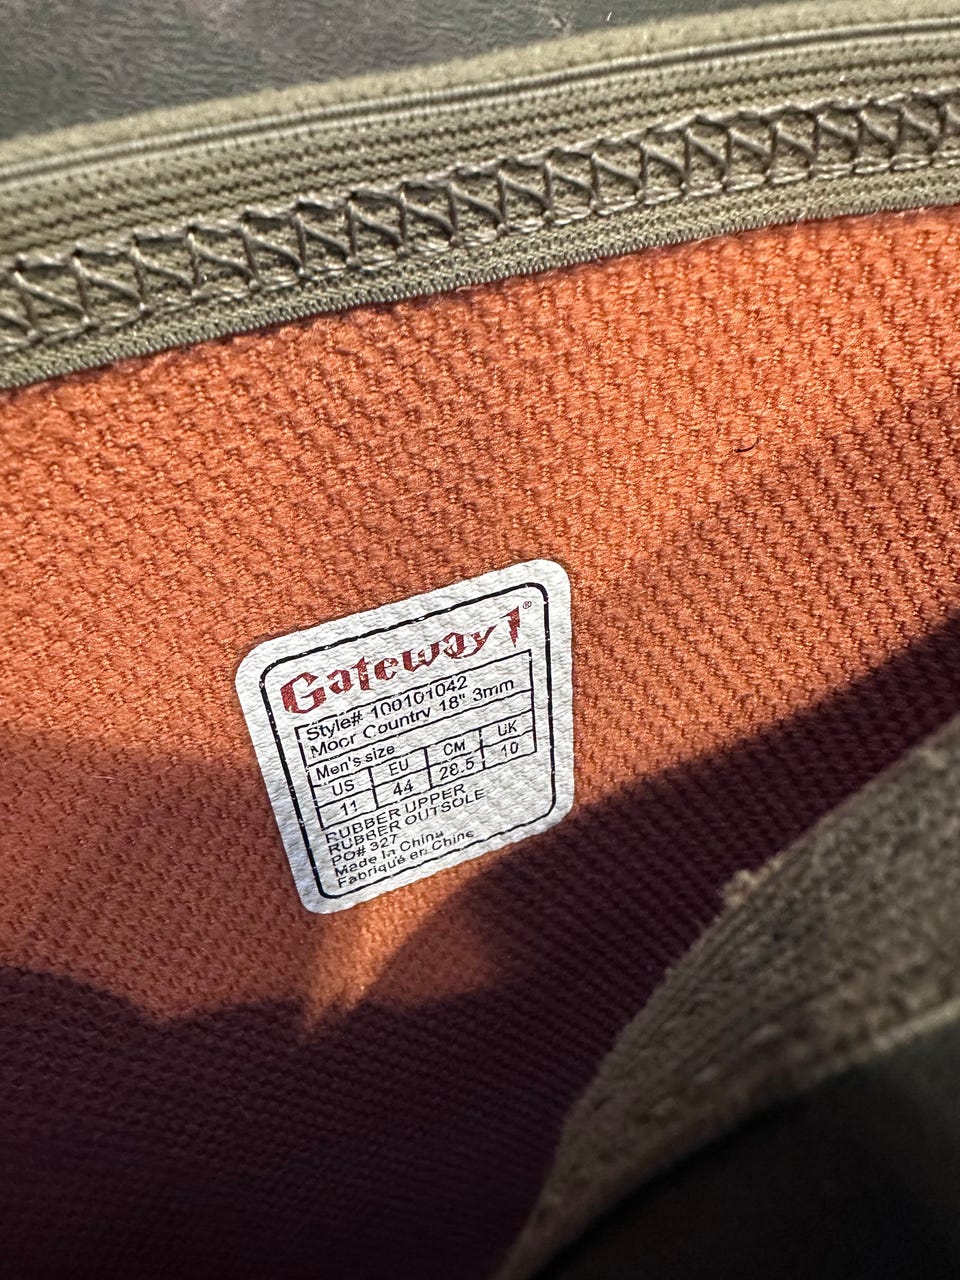 Gateway1®
Style# 100101042
Moor Country 18" 3mm
Men's size
US EU CM UK
11 44 28.5 10
RUBBER UPPER
RUBBER OUTSOLE
PO# 327
Made In China
Fabriqué en Chine